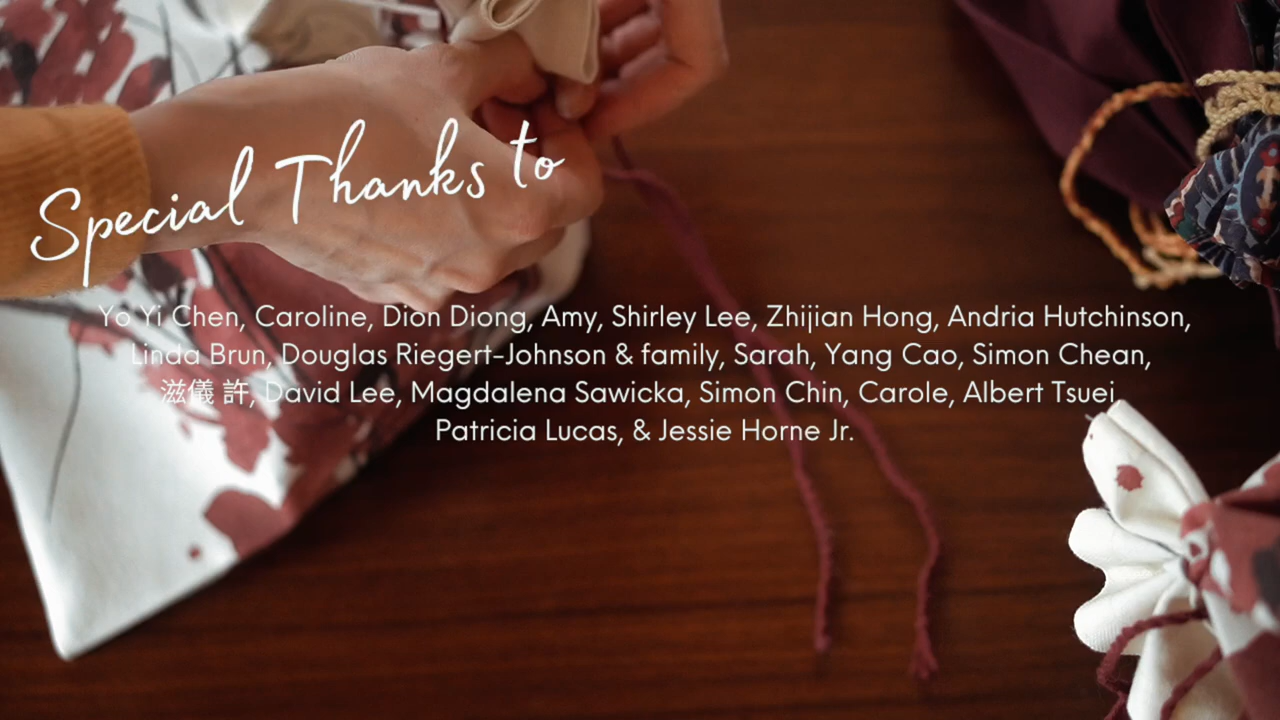 Special Thanks to
Yo Yi Chen, Caroline, Dion Diong, Amy, Shirley Lee, Zhijian Hong, Andria Hutchinson,
Linda Brun, Douglas Riegert-Johnson & family, Sarah, Yang Cao, Simon Chean,
滋儀 許, David Lee, Magdalena Sawicka, Simon Chin, Carole, Albert Tsuei,
Patricia Lucas, & Jessie Horne Jr.